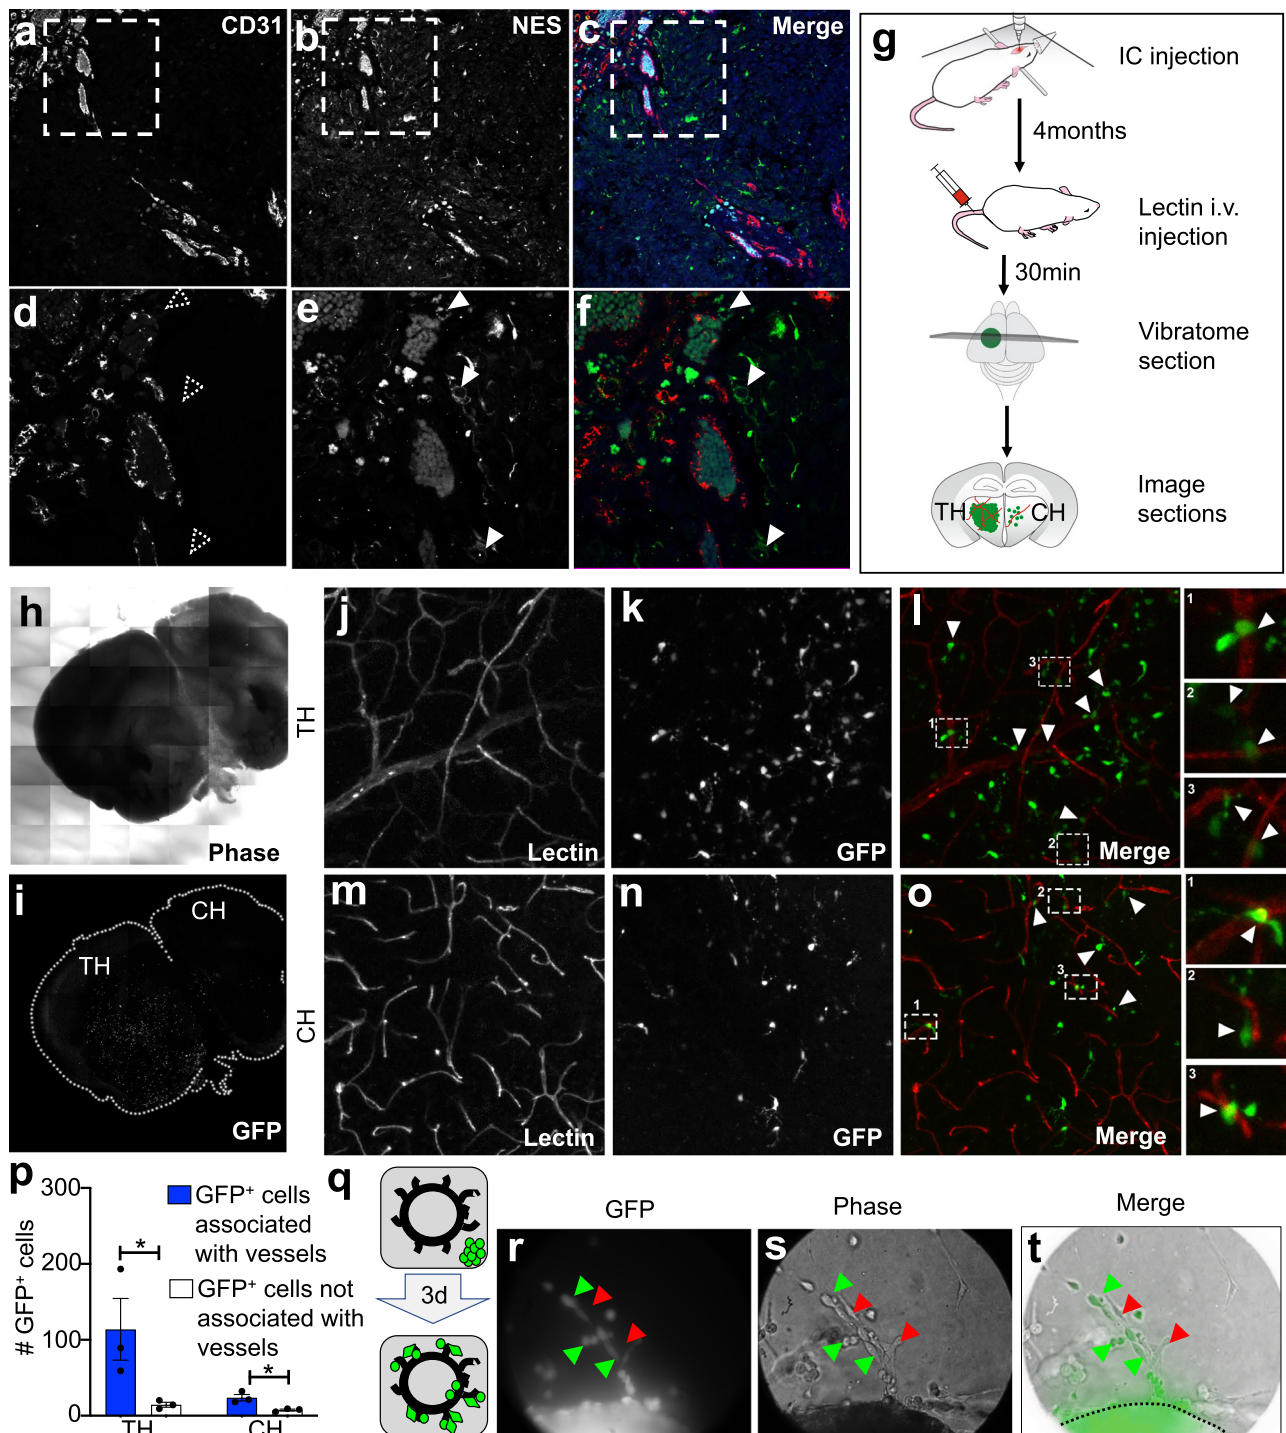 a CD31
b NES
c Merge
d
e
f
g
IC injection
4months
Lectin i.v.
injection
30min
Vibratome
section
Image
sections
TH
CH
h
Phase
i
CH
TH
GFP
TH
j
Lectin
k
GFP
l
1
2
3
Merge
1
2
3
CH
m
Lectin
n
GFP
o
1
2
3
Merge
1
2
3
p
# GFP+ cells
300
200
100
0
*
*
GFP+ cells
associated
with vessels
GFP+ cells not
associated with
vessels
TH
CH
q
3d
GFP
r
Phase
s
Merge
t